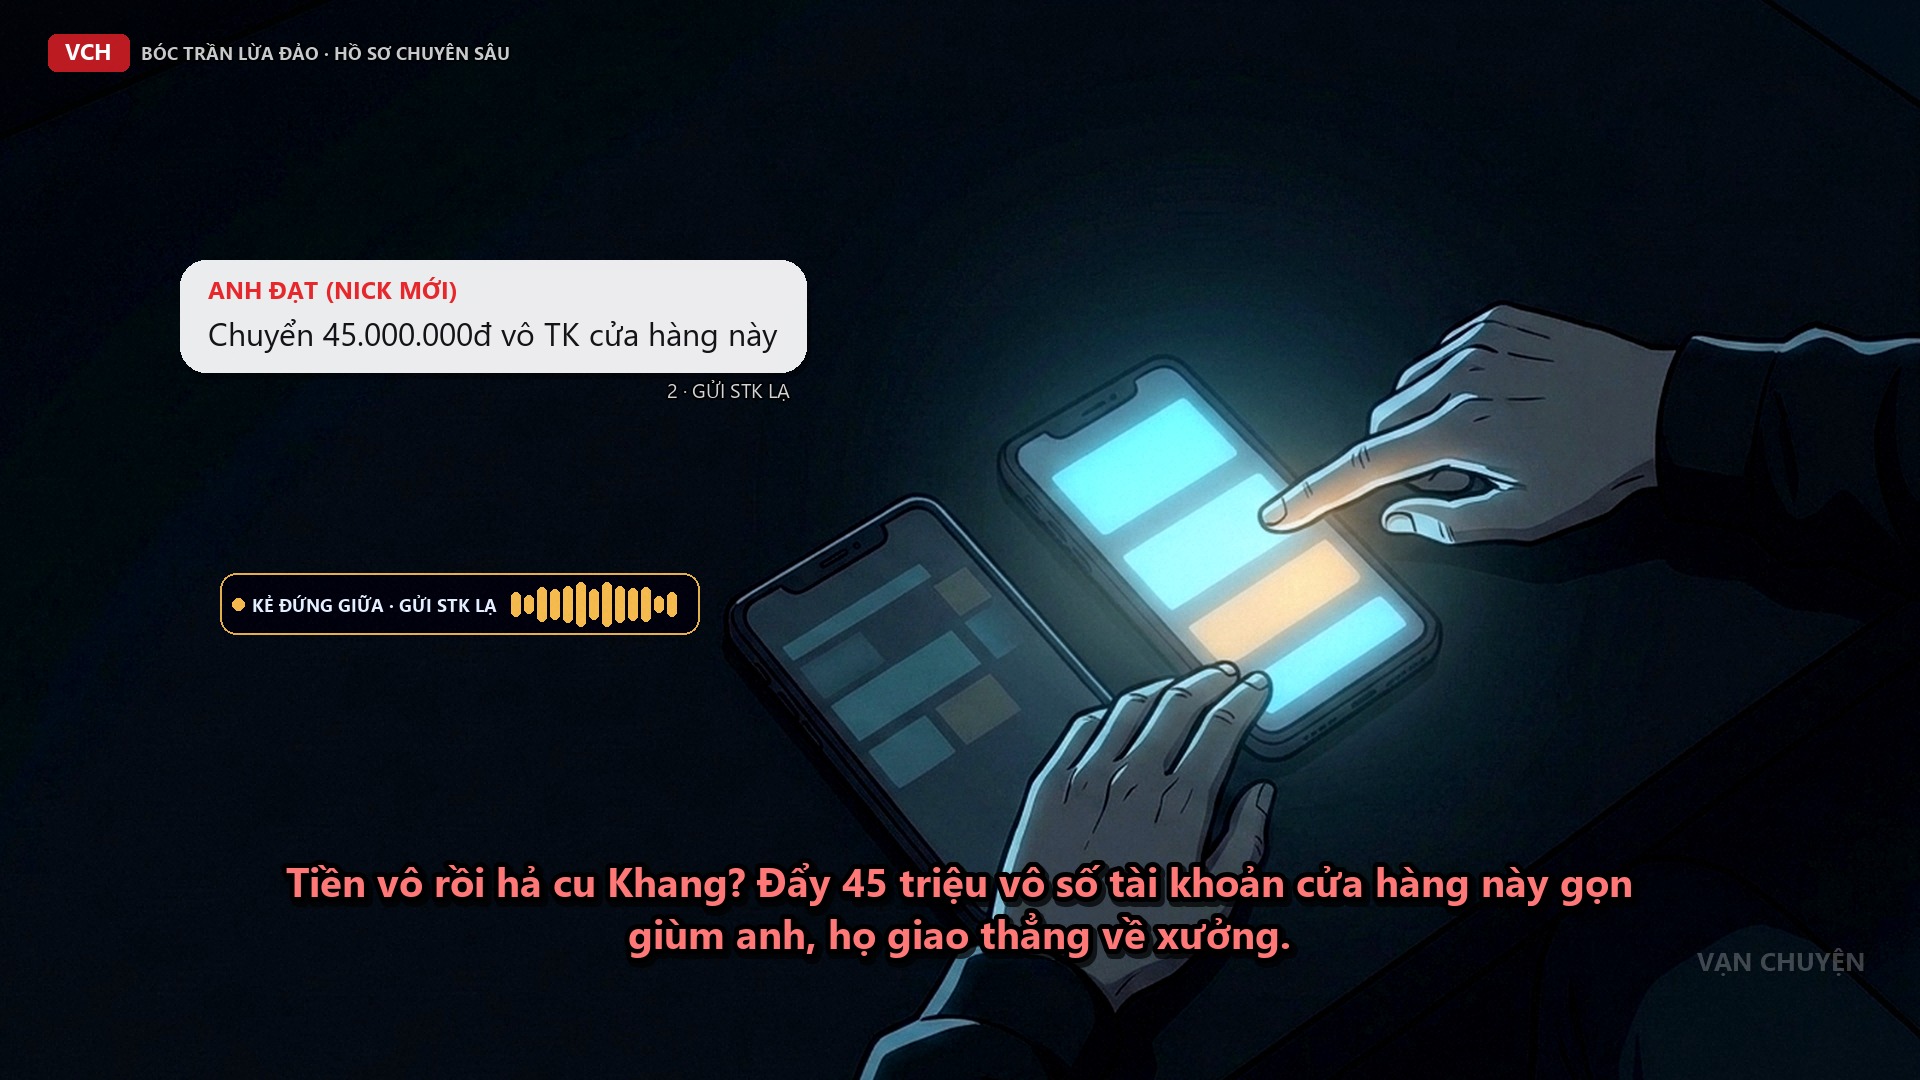 VCH BÓC TRẦN LỪA ĐẢO · HỒ SƠ CHUYÊN SÂU
ANH ĐẠT (NICK MỚI)
Chuyển 45.000.000đ vô TK cửa hàng này
2 · GỬI STK LẠ
KẺ ĐỨNG GIỮA · GỬI STK LẠ
Tiền vô rồi hả cu Khang? Đẩy 45 triệu vô số tài khoản cửa hàng này gọn
giùm anh, họ giao thẳng về xưởng.
VẠN CHUYỆN